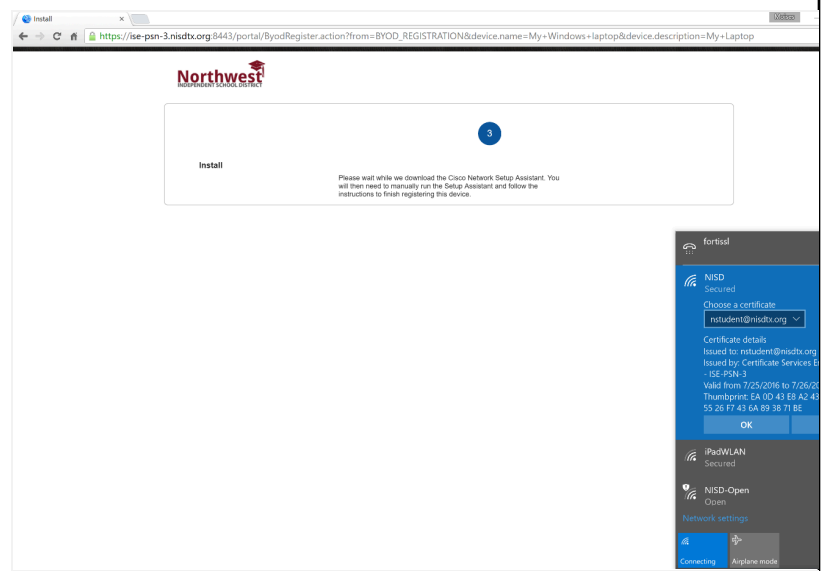 Install
https://ise-psn-3.nisdtx.org:8443/portal/ByodRegister.action?from=BYOD_REGISTRATION&device.name=My+Windows+laptop&device.description=My+Laptop
Northwest
INDEPENDENT SCHOOL DISTRICT
3
Install
Please wait while we download the Cisco Network Setup Assistant. You
will then need to manually run the Setup Assistant and follow the
instructions to finish registering this device.
fortissl
NISD
Secured
Choose a certificate
nstudent@nisdtx.org
Certificate details
Issued to: nstudent@nisdtx.org
Issued by: Certificate Services E
- ISE-PSN-3
Valid from 7/25/2016 to 7/26/20
Thumbprint: EA 0D 43 E8 A2 43
55 26 F7 43 6A 89 38 71 BE
OK
iPadWLAN
Secured
NISD-Open
Open
Network settings
Connecting
Airplane mode